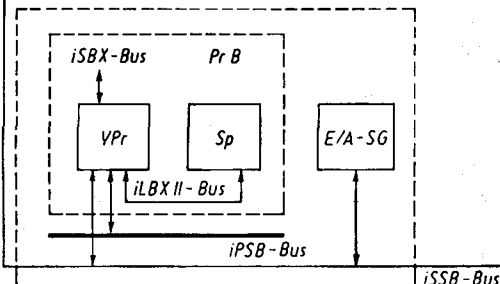 iSBX-Bus
Pr B
VPr
Sp
E/A-SG
iLBX II-Bus
iPSB-Bus
iSSB-Bus